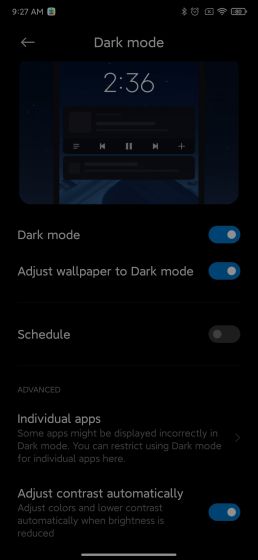 9:27 AM
80
Dark mode
2:36
Dark mode
Adjust wallpaper to Dark mode
Schedule
ADVANCED
Individual apps
Some apps might be displayed incorrectly in
Dark mode. You can restrict using Dark mode
for individual apps here.
Adjust contrast automatically
Adjust colors and lower contrast
automatically when brightness is
reduced